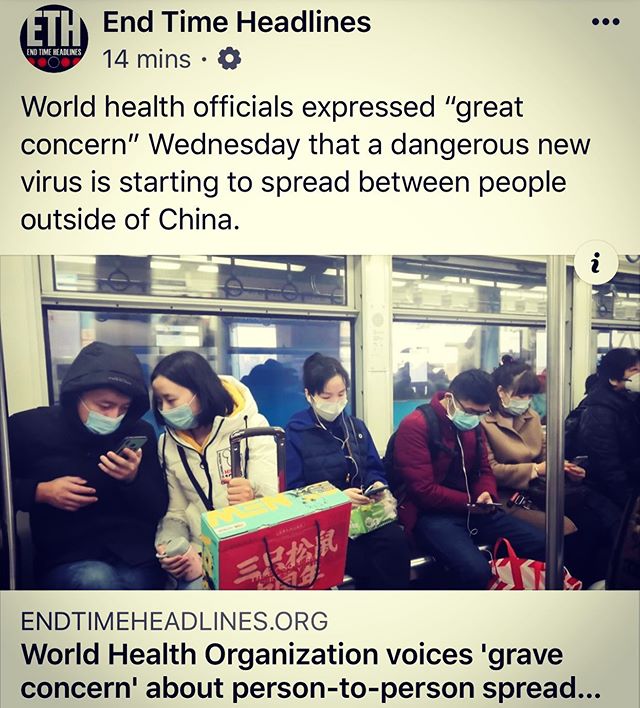 ETH
END TIME HEADLINES
End Time Headlines
14 mins ·
World health officials expressed “great
concern” Wednesday that a dangerous new
virus is starting to spread between people
outside of China.
i
三只松鼠
ENDTIMEHEADLINES.ORG
World Health Organization voices 'grave
concern' about person-to-person spread...